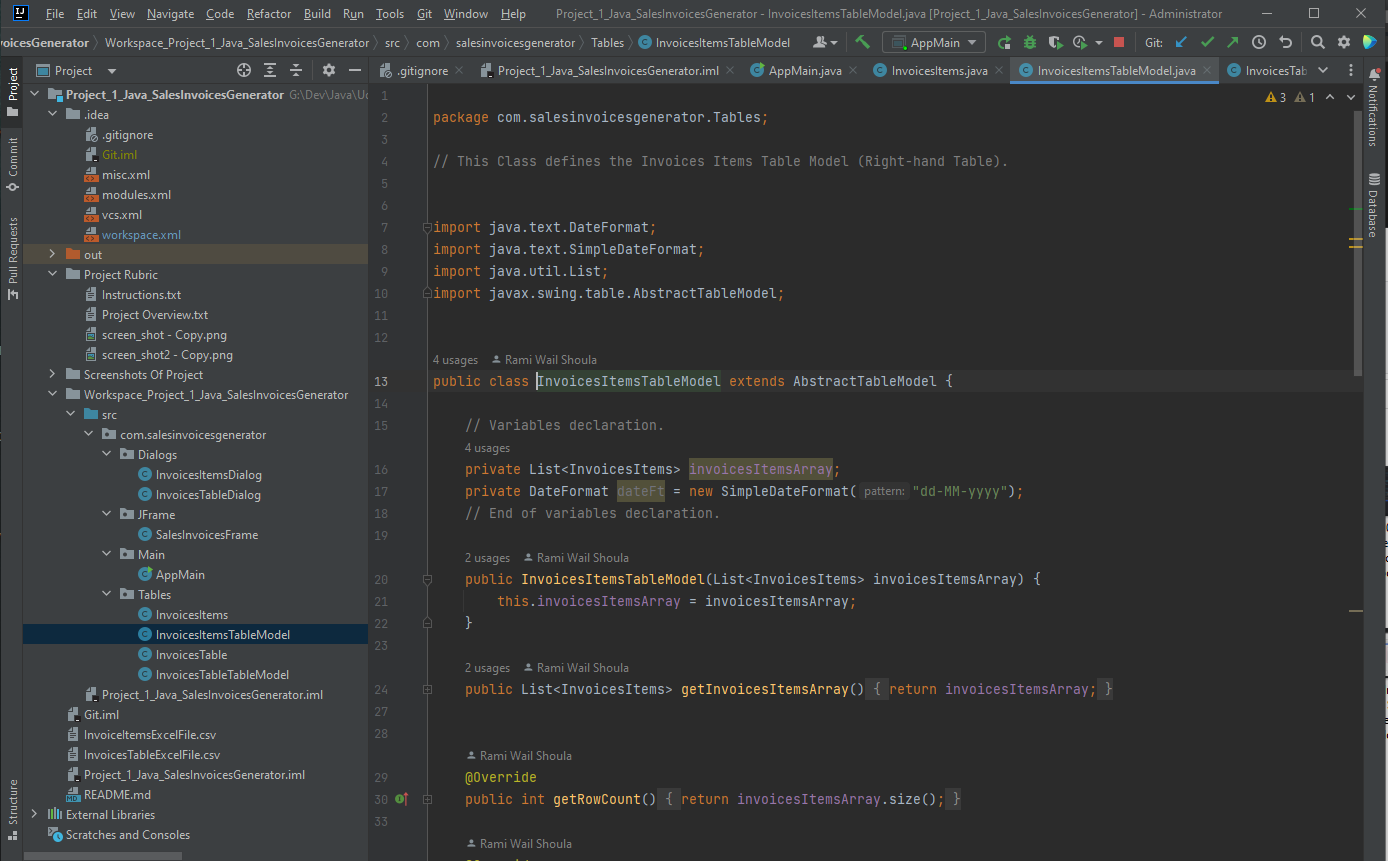 File Edit View Navigate Code Refactor Build Run Tools Git Window Help Project_1_Java_SalesInvoicesGenerator - InvoicesItemsTableModel.java [Project_1_Java_SalesInvoicesGenerator] - Administrator
voicesGenerator Workspace_Project_1_Java_SalesInvoicesGenerator src com salesinvoicesgenerator Tables InvoicesItemsTableModel AppMain Git:
Project
.gitignore Project_1_Java_SalesInvoicesGenerator.iml AppMain.java InvoicesItems.java InvoicesItemsTableModel.java InvoicesTab
Project
Commit
Pull Requests
Structure
Project_1_Java_SalesInvoicesGenerator G:\Dev\Java\Ud
.idea
.gitignore
Git.iml
misc.xml
modules.xml
vcs.xml
workspace.xml
out
Project Rubric
Instructions.txt
Project Overview.txt
screen_shot - Copy.png
screen_shot2 - Copy.png
Screenshots Of Project
Workspace_Project_1_Java_SalesInvoicesGenerator
src
com.salesinvoicesgenerator
Dialogs
InvoicesItemsDialog
InvoicesTableDialog
JFrame
SalesInvoicesFrame
Main
AppMain
Tables
InvoicesItems
InvoicesItemsTableModel
InvoicesTable
InvoicesTableTableModel
Project_1_Java_SalesInvoicesGenerator.iml
Git.iml
InvoiceItemsExcelFile.csv
InvoicesTableExcelFile.csv
Project_1_Java_SalesInvoicesGenerator.iml
README.md
External Libraries
Scratches and Consoles
3 1
1
2 package com.salesinvoicesgenerator.Tables;
3
4 // This Class defines the Invoices Items Table Model (Right-hand Table).
5
6
7 import java.text.DateFormat;
8 import java.text.SimpleDateFormat;
9 import java.util.List;
10 import javax.swing.table.AbstractTableModel;
11
12
4 usages Rami Wail Shoula
13 public class InvoicesItemsTableModel extends AbstractTableModel {
14
15 // Variables declaration.
4 usages
16 private List<InvoicesItems> invoicesItemsArray;
17 private DateFormat dateFt = new SimpleDateFormat( pattern: "dd-MM-yyyy");
18 // End of variables declaration.
19
2 usages Rami Wail Shoula
20 public InvoicesItemsTableModel(List<InvoicesItems> invoicesItemsArray) {
21 this.invoicesItemsArray = invoicesItemsArray;
22 }
23
2 usages Rami Wail Shoula
24 public List<InvoicesItems> getInvoicesItemsArray() { return invoicesItemsArray; }
27
28
Rami Wail Shoula
29 @Override
30 public int getRowCount() { return invoicesItemsArray.size(); }
33
Rami Wail Shoula
Notifications
Database